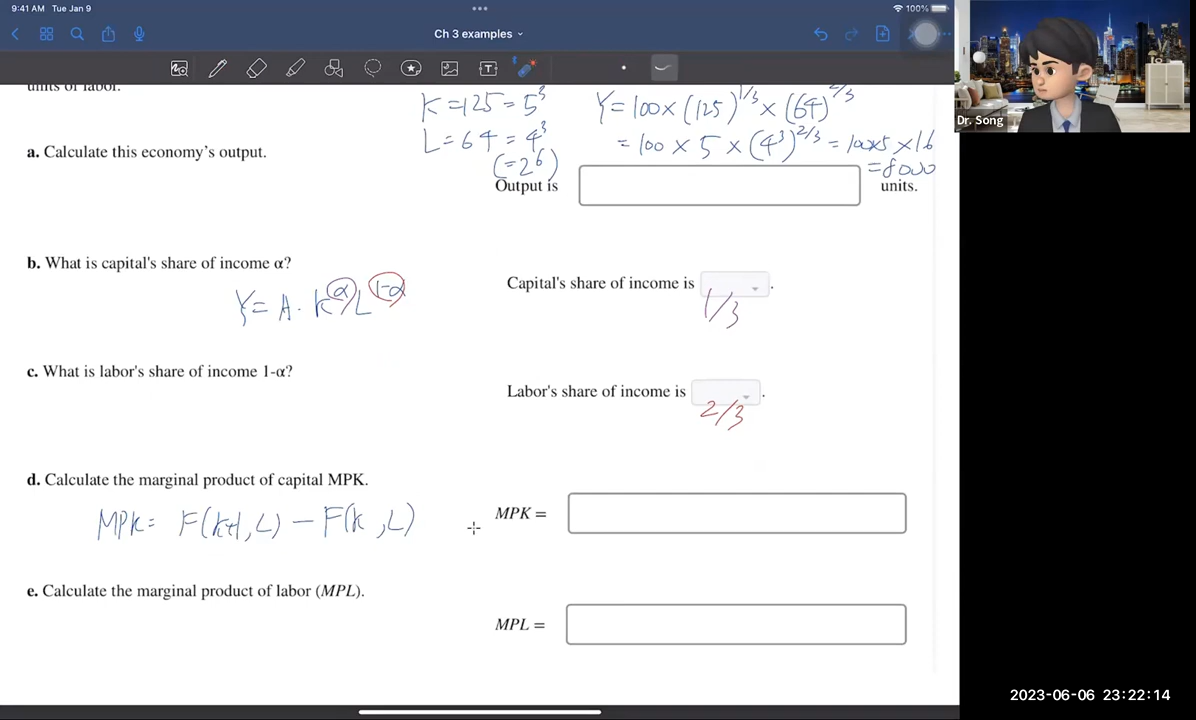 9:41 AM Tue Jan 9
100%
Ch 3 examples
Dr. Song
units of labor.
K=125=5³
L=64=4³
(=2⁶)
Y=100×(125)^1/3×(64)^2/3
=100×5×(4³)^2/3=100×5×16
=8000
a. Calculate this economy's output.
Output is units.
b. What is capital's share of income α?
Y=A·K^α L^1-α
Capital's share of income is .
1/3
c. What is labor's share of income 1-α?
Labor's share of income is .
2/3
d. Calculate the marginal product of capital MPK.
MPK= F(K+1,L)-F(K,L)
MPK =
e. Calculate the marginal product of labor (MPL).
MPL =
2023-06-06 23:22:14